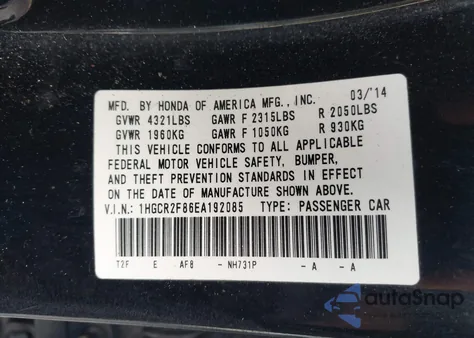 MFD. BY HONDA OF AMERICA MFG., INC. 03/'14
GVWR 4321LBS GAWR F 2315LBS R 2050LBS
GVWR 1960KG GAWR F 1050KG R 930KG
THIS VEHICLE CONFORMS TO ALL APPLICABLE
FEDERAL MOTOR VEHICLE SAFETY, BUMPER,
AND THEFT PREVENTION STANDARDS IN EFFECT
ON THE DATE OF MANUFACTURE SHOWN ABOVE.
V.I.N.: 1HGCR2F86EA192085 TYPE: PASSENGER CAR
T2F E AF8 - NH731P - A - A
autoSnap